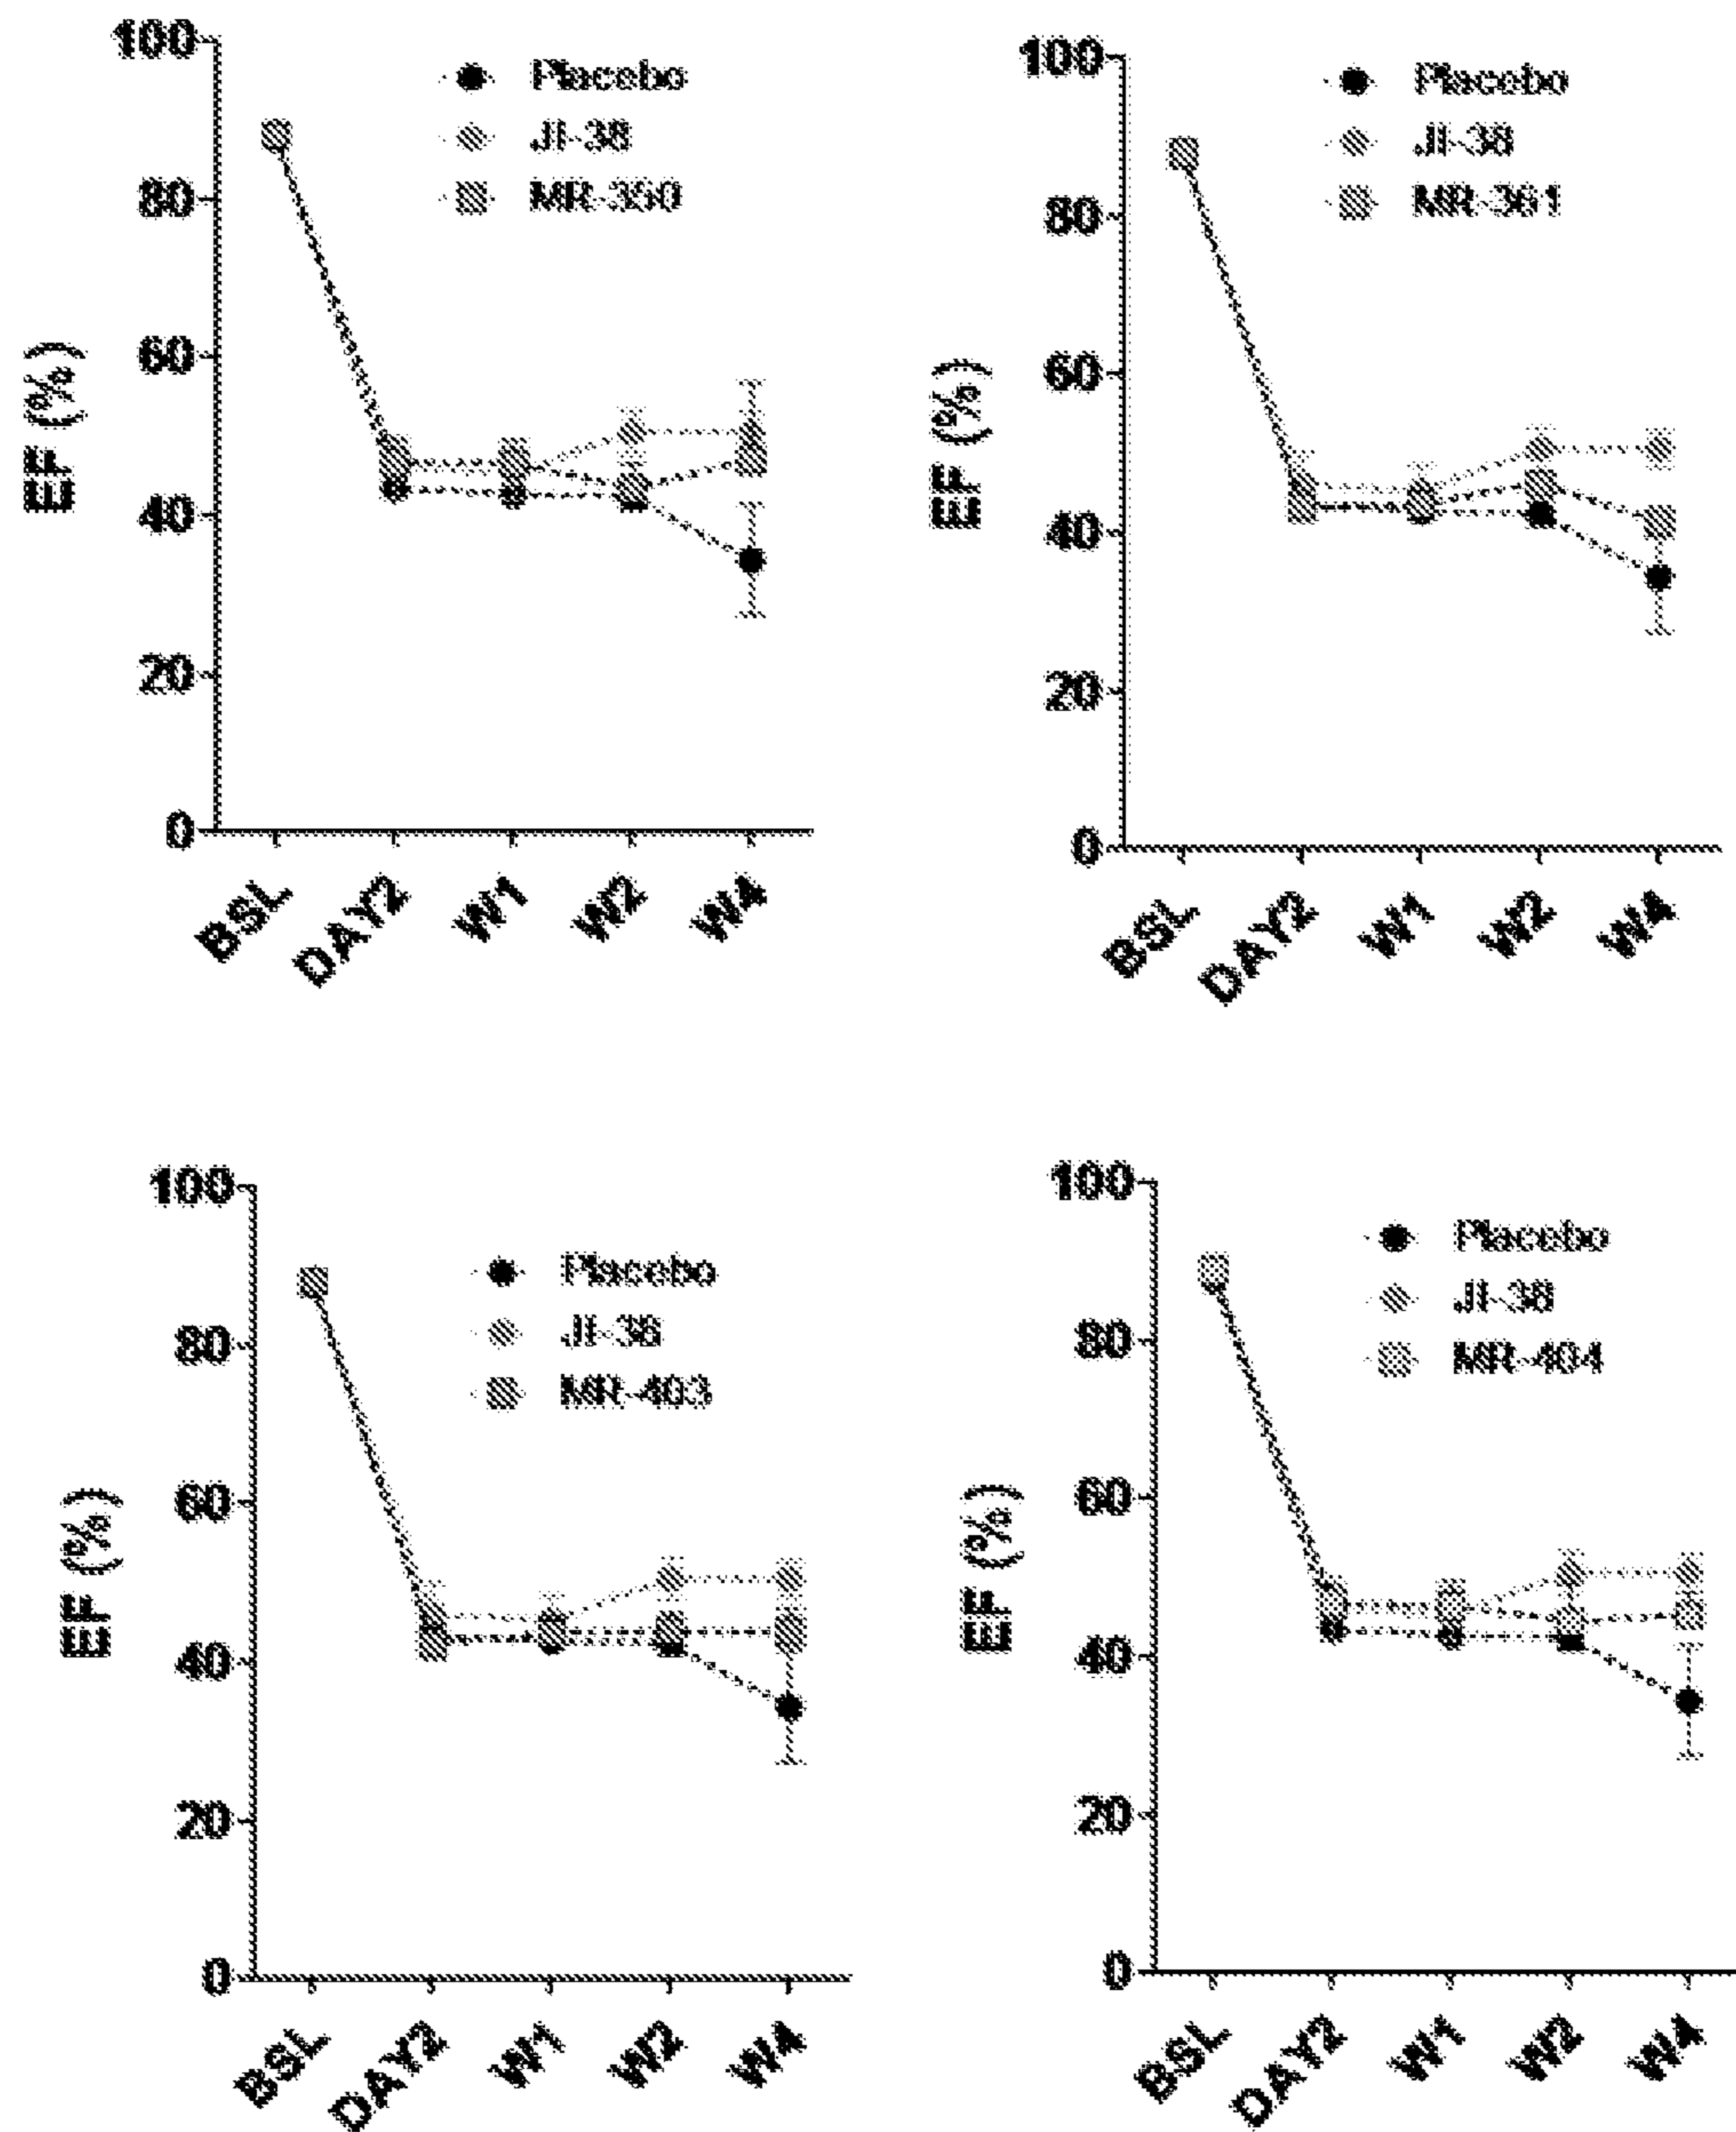 100
80
60
40
20
0
EF (%)
Placebo
JI-38
MR-350
BSL
DAY2
W1
W2
W4
100
80
60
40
20
0
EF (%)
Placebo
JI-38
MR-361
BSL
DAY2
W1
W2
W4
100
80
60
40
20
0
EF (%)
Placebo
JI-38
MR-403
BSL
DAY2
W1
W2
W4
100
80
60
40
20
0
EF (%)
Placebo
JI-38
MR-404
BSL
DAY2
W1
W2
W4